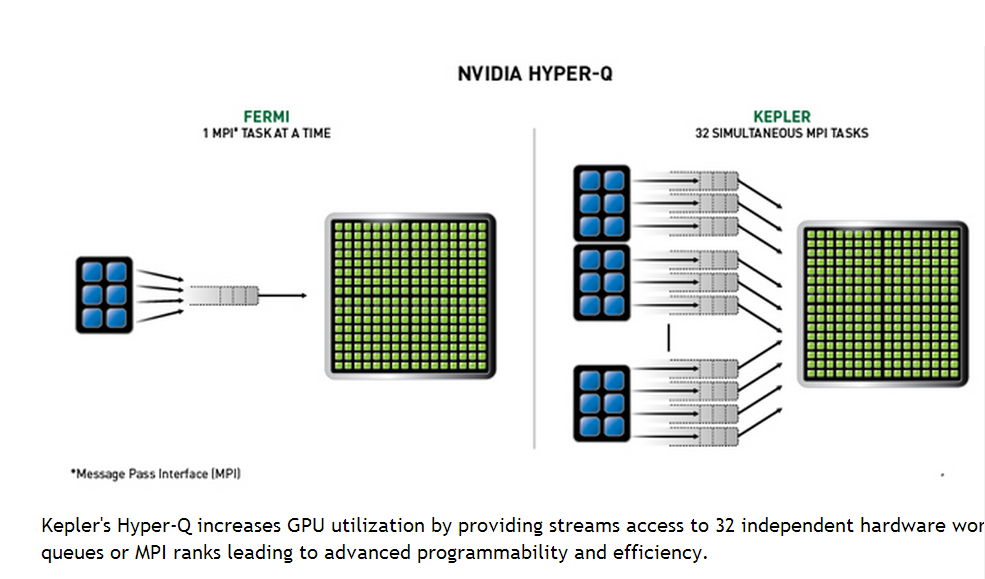 NVIDIA HYPER-Q
FERMI
1 MPI* TASK AT A TIME
KEPLER
32 SIMULTANEOUS MPI TASKS
*Message Pass Interface (MPI)
Kepler's Hyper-Q increases GPU utilization by providing streams access to 32 independent hardware wor
queues or MPI ranks leading to advanced programmability and efficiency.